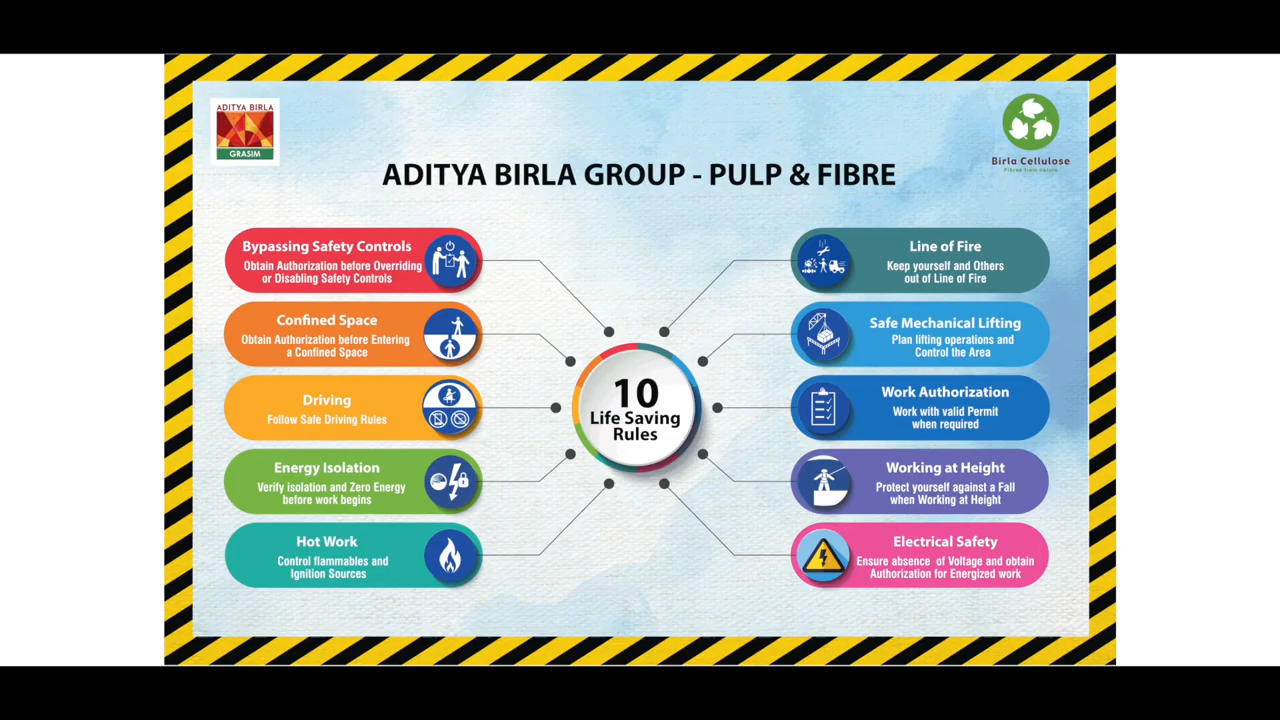 ADITYA BIRLA
GRASIM
Birla Cellulose
Fibres from nature
ADITYA BIRLA GROUP - PULP & FIBRE
Bypassing Safety Controls
Obtain Authorization before Overriding
or Disabling Safety Controls
Confined Space
Obtain Authorization before Entering
a Confined Space
Driving
Follow Safe Driving Rules
Energy Isolation
Verify isolation and Zero Energy
before work begins
Hot Work
Control flammables and
Ignition Sources
10
Life Saving
Rules
Line of Fire
Keep yourself and Others
out of Line of Fire
Safe Mechanical Lifting
Plan lifting operations and
Control the Area
Work Authorization
Work with valid Permit
when required
Working at Height
Protect yourself against a Fall
when Working at Height
Electrical Safety
Ensure absence of Voltage and obtain
Authorization for Energized work